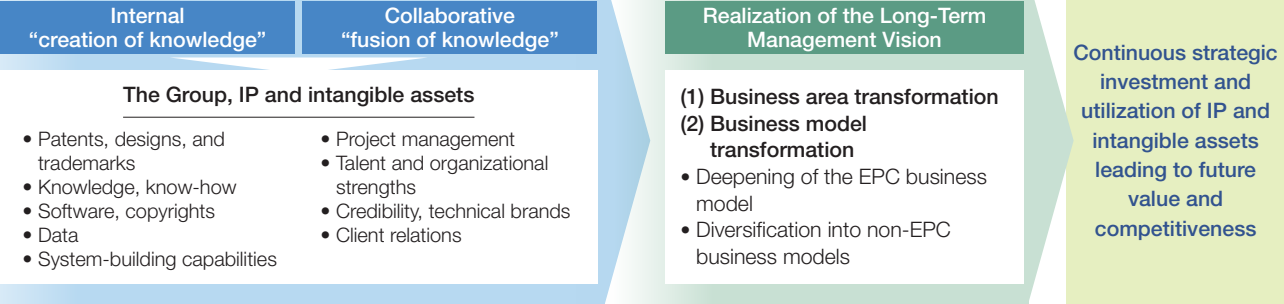 Internal
“creation of knowledge”
Collaborative
“fusion of knowledge”
The Group, IP and intangible assets
• Patents, designs, and
trademarks
• Knowledge, know-how
• Software, copyrights
• Data
• System-building capabilities
• Project management
• Talent and organizational
strengths
• Credibility, technical brands
• Client relations
Realization of the Long-Term
Management Vision
(1) Business area transformation
(2) Business model
transformation
• Deepening of the EPC business
model
• Diversification into non-EPC
business models
Continuous strategic
investment and
utilization of IP and
intangible assets
leading to future
value and
competitiveness